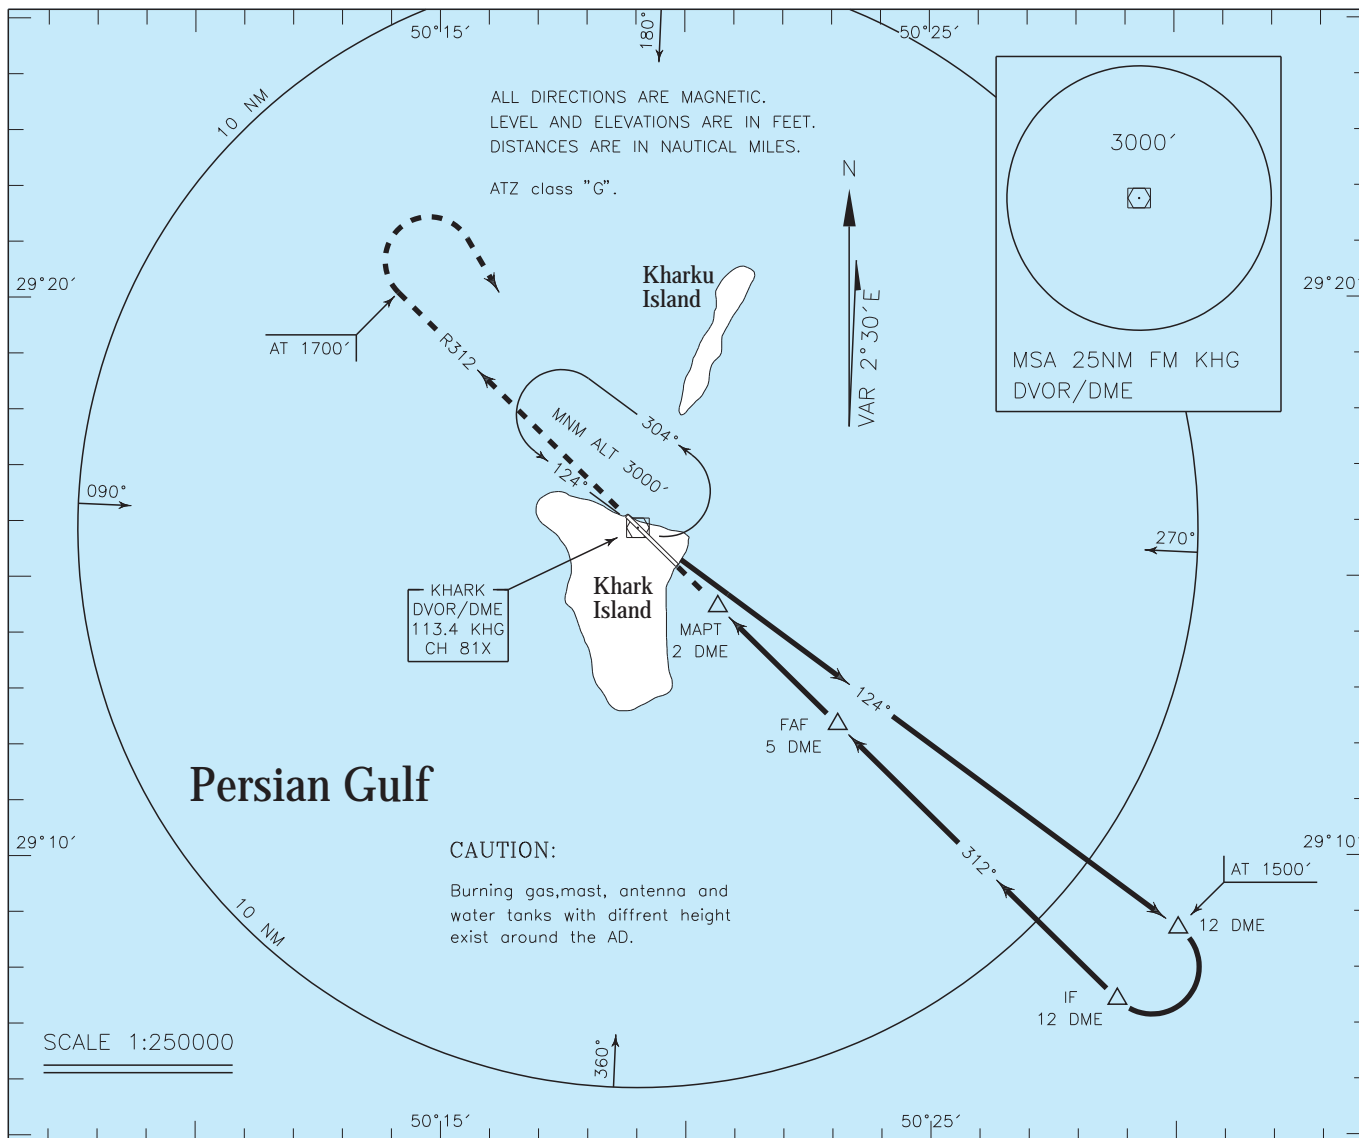 50°15′
180°
50°25′
10 NM
ALL DIRECTIONS ARE MAGNETIC.
LEVEL AND ELEVATIONS ARE IN FEET.
DISTANCES ARE IN NAUTICAL MILES.
ATZ class "G".
N
VAR 2°30′E
3000′
MSA 25NM FM KHG
DVOR/DME
29°20′
29°20′
Kharku
Island
AT 1700′
R312
MNM ALT 3000′
304°
124°
090°
270°
KHARK
DVOR/DME
113.4 KHG
CH 81X
Khark
Island
MAPT
2 DME
124°
FAF
5 DME
Persian Gulf
312°
29°10′
29°10′
CAUTION:
Burning gas,mast, antenna and
water tanks with diffrent height
exist around the AD.
AT 1500′
12 DME
10 NM
IF
12 DME
SCALE 1:250000
360°
50°15′
50°25′